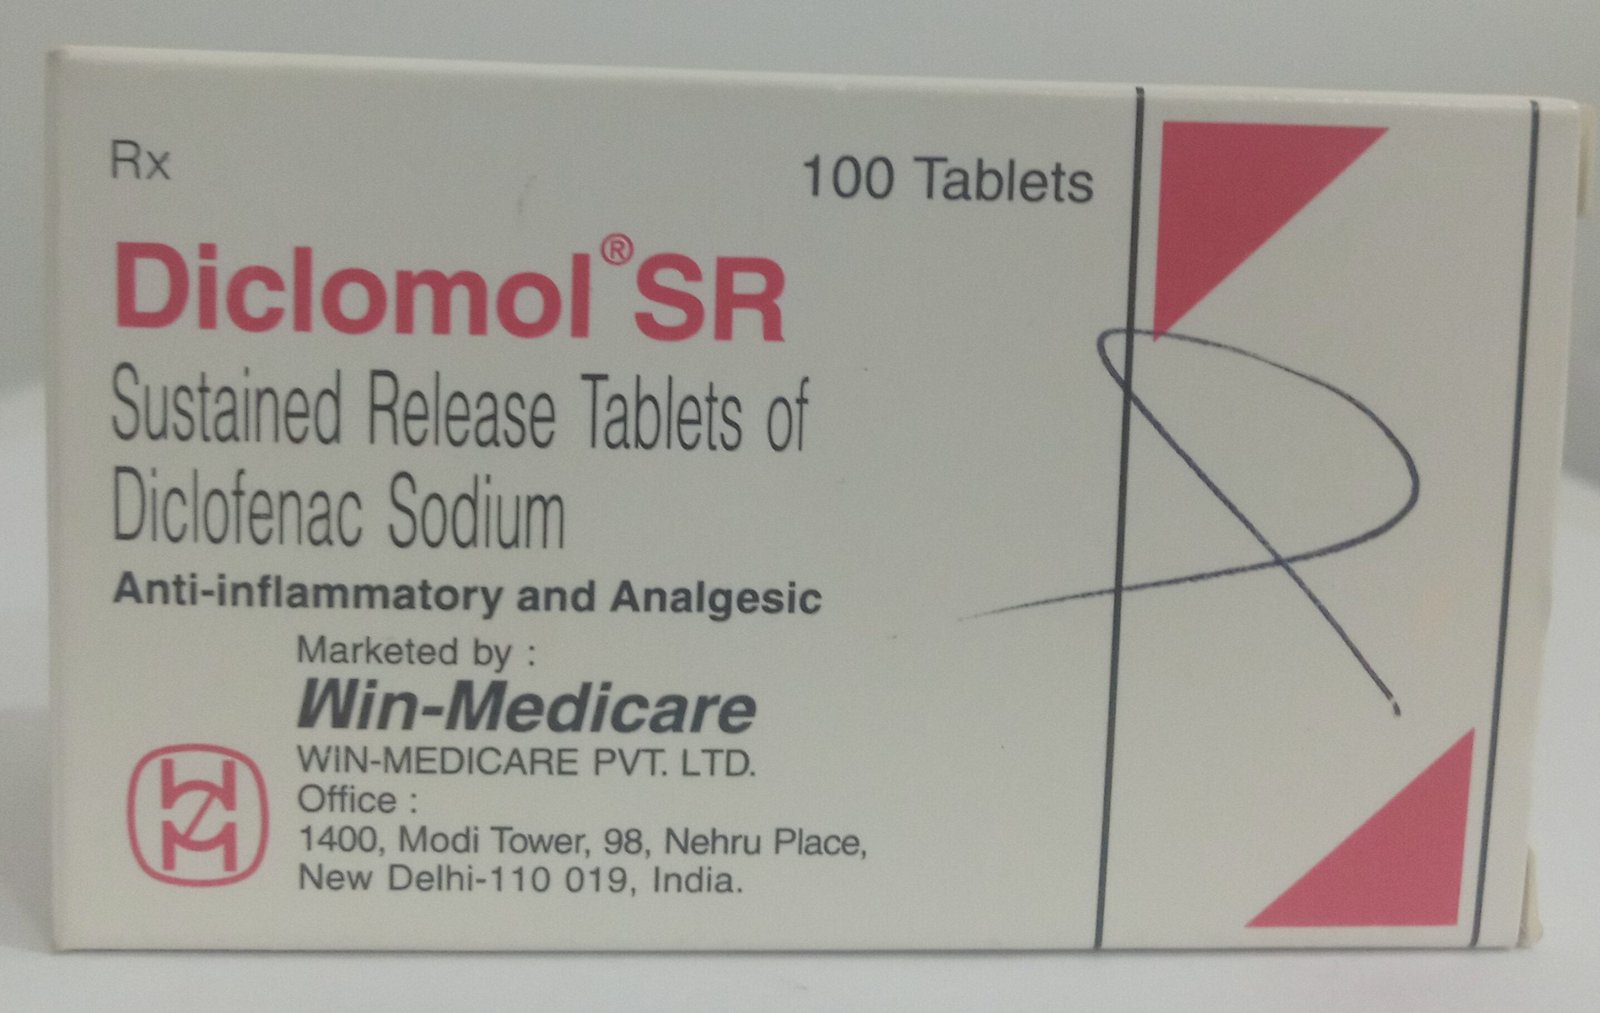 Rx
100 Tablets
Diclomol® SR
Sustained Release Tablets of
Diclofenac Sodium
Anti-inflammatory and Analgesic
Marketed by :
Win-Medicare
WIN-MEDICARE PVT. LTD.
Office :
1400, Modi Tower, 98, Nehru Place,
New Delhi-110 019, India.